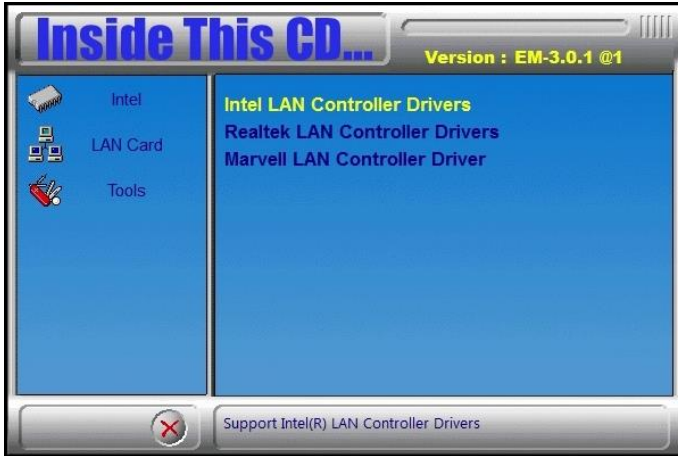 Inside This CD...
Version : EM-3.0.1 @1
Intel
LAN Card
Tools
Intel LAN Controller Drivers
Realtek LAN Controller Drivers
Marvell LAN Controller Driver
Support Intel(R) LAN Controller Drivers